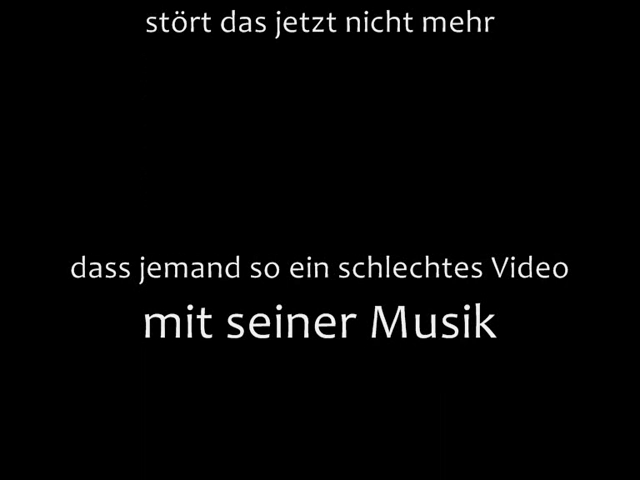 stört das jetzt nicht mehr
dass jemand so ein schlechtes Video
mit seiner Musik